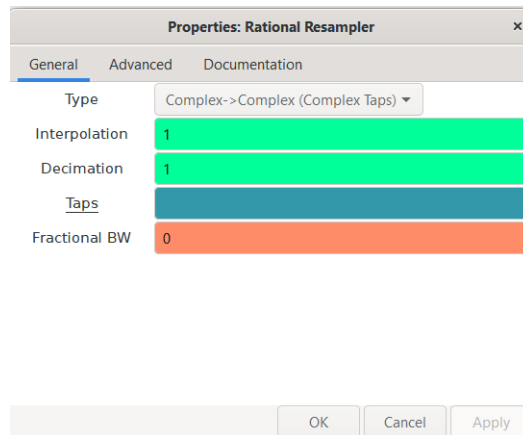 Properties: Rational Resampler ×
General Advanced Documentation
Type Complex->Complex (Complex Taps)
Interpolation 1
Decimation 1
Taps
Fractional BW 0
OK Cancel Apply